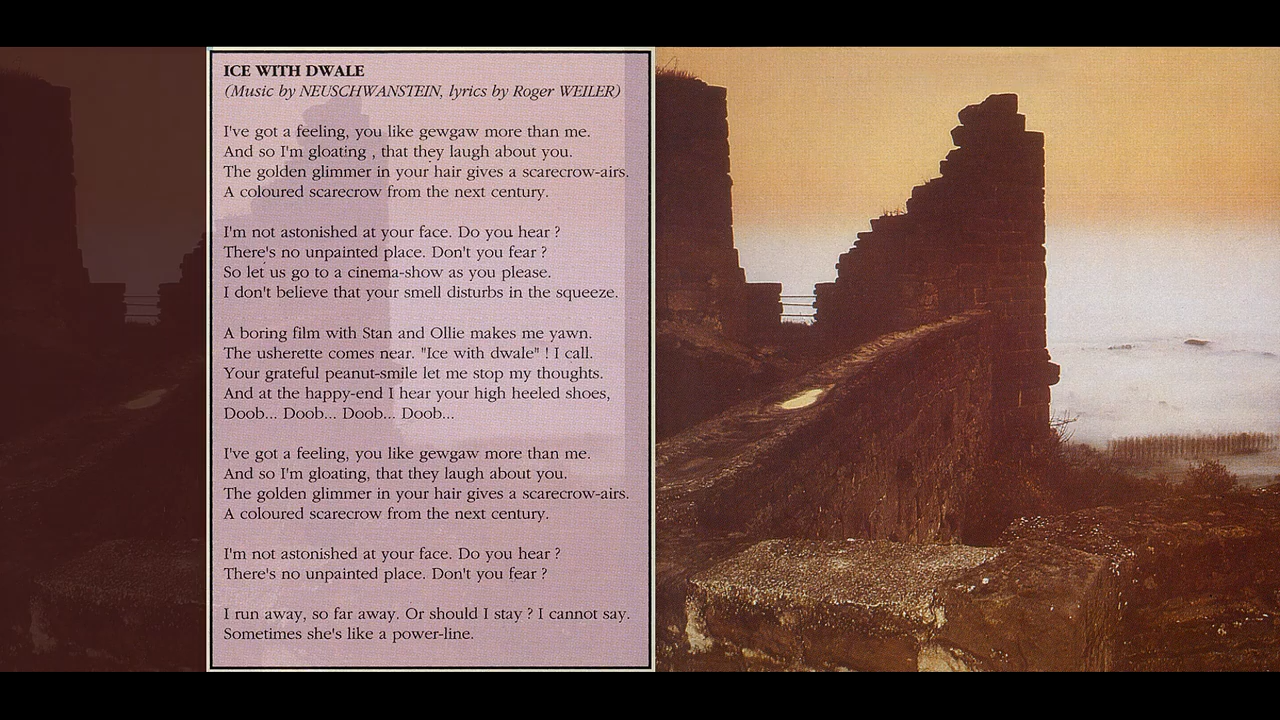 ICE WITH DWALE
(Music by NEUSCHWANSTEIN, lyrics by Roger WEILER)
I've got a feeling, you like gewgaw more than me.
And so I'm gloating , that they laugh about you.
The golden glimmer in your hair gives a scarecrow-airs.
A coloured scarecrow from the next century.
I'm not astonished at your face. Do you hear ?
There's no unpainted place. Don't you fear ?
So let us go to a cinema-show as you please.
I don't believe that your smell disturbs in the squeeze.
A boring film with Stan and Ollie makes me yawn.
The usherette comes near. "Ice with dwale" ! I call.
Your grateful peanut-smile let me stop my thoughts.
And at the happy-end I hear your high heeled shoes,
Doob... Doob... Doob... Doob...
I've got a feeling, you like gewgaw more than me.
And so I'm gloating, that they laugh about you.
The golden glimmer in your hair gives a scarecrow-airs.
A coloured scarecrow from the next century.
I'm not astonished at your face. Do you hear ?
There's no unpainted place. Don't you fear ?
I run away, so far away. Or should I stay ? I cannot say.
Sometimes she's like a power-line.